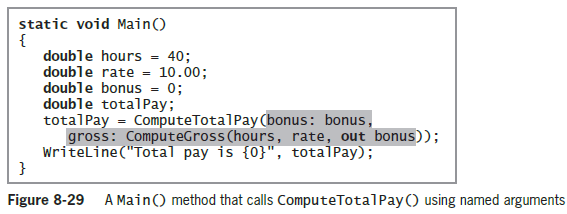 static void Main()
{
double hours = 40;
double rate = 10.00;
double bonus = 0;
double totalPay;
totalPay = ComputeTotalPay(bonus: bonus,
gross: ComputeGross(hours, rate, out bonus));
WriteLine("Total pay is {0}", totalPay);
}
Figure 8-29 A Main() method that calls ComputeTotalPay() using named arguments